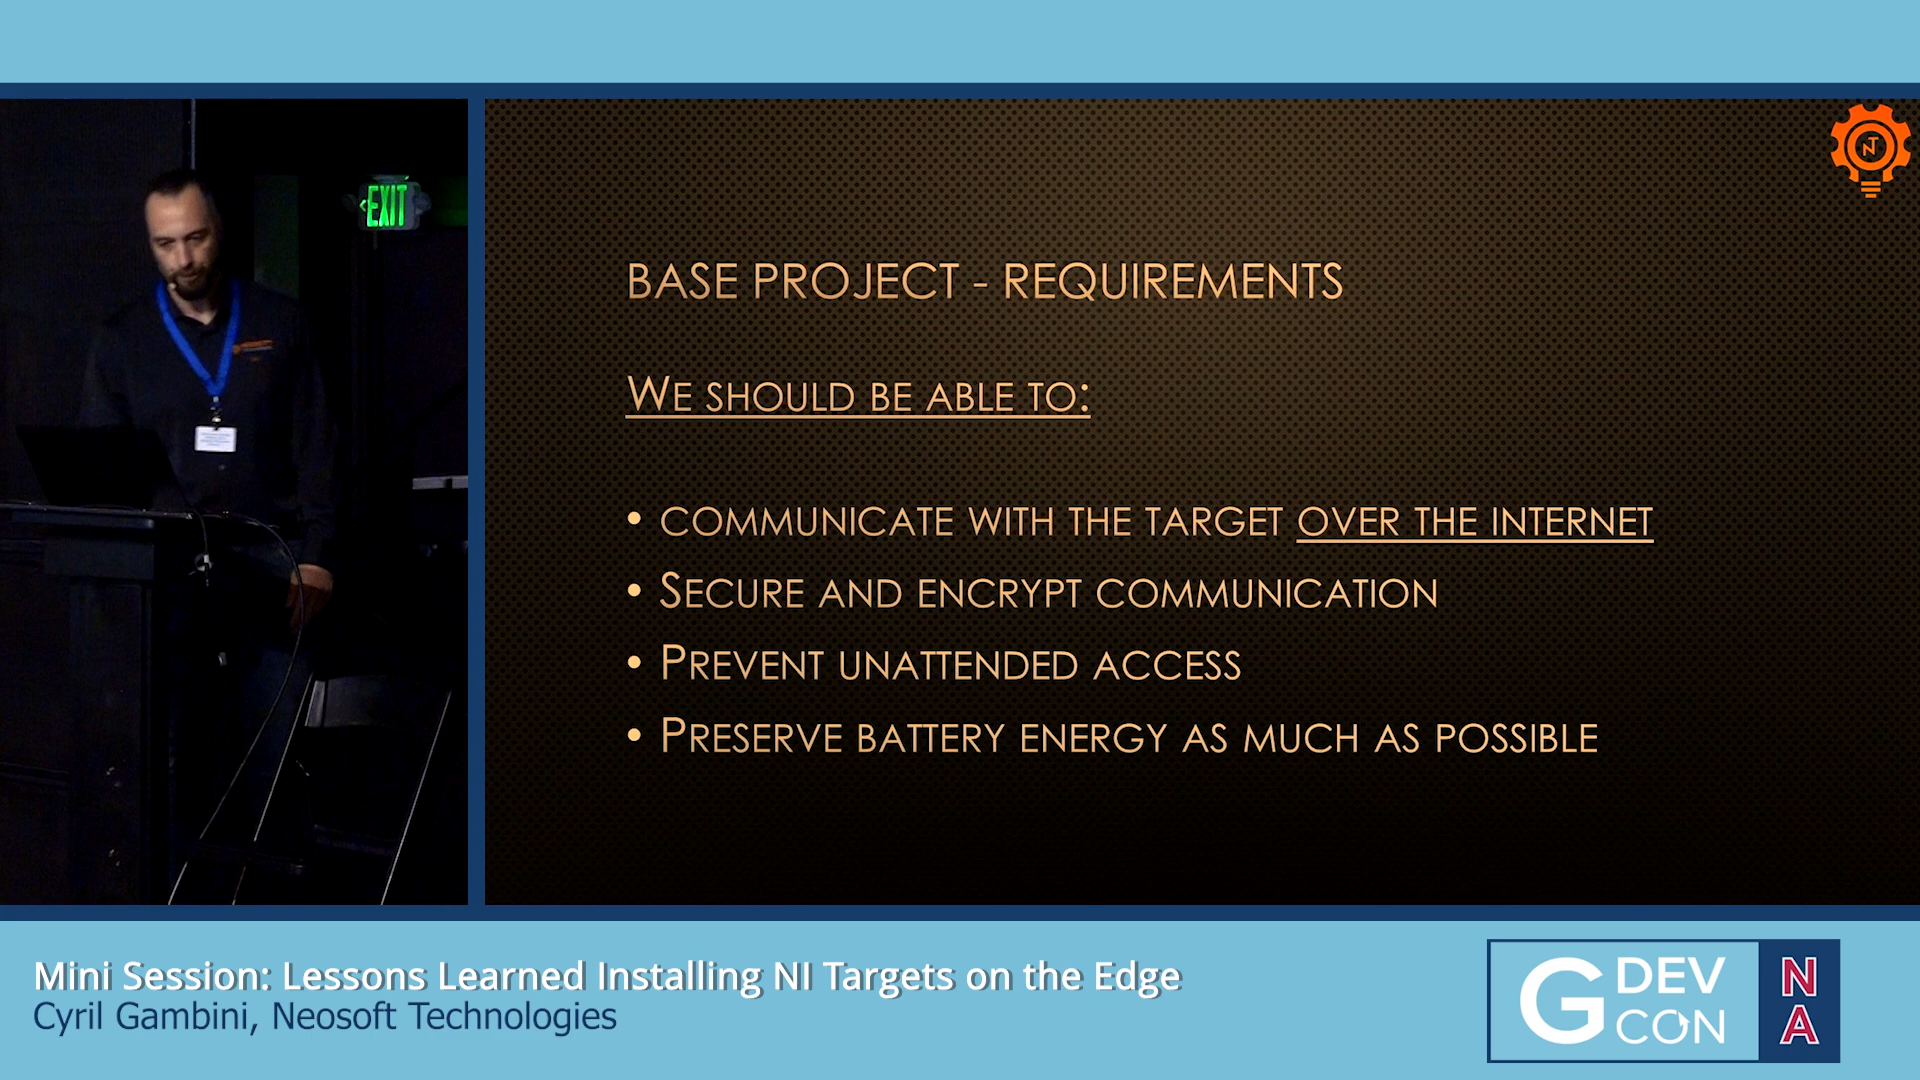 EXIT
NT
BASE PROJECT - REQUIREMENTS
WE SHOULD BE ABLE TO:
• COMMUNICATE WITH THE TARGET OVER THE INTERNET
• SECURE AND ENCRYPT COMMUNICATION
• PREVENT UNATTENDED ACCESS
• PRESERVE BATTERY ENERGY AS MUCH AS POSSIBLE
Mini Session: Lessons Learned Installing NI Targets on the Edge
Cyril Gambini, Neosoft Technologies
G DEV CON NA